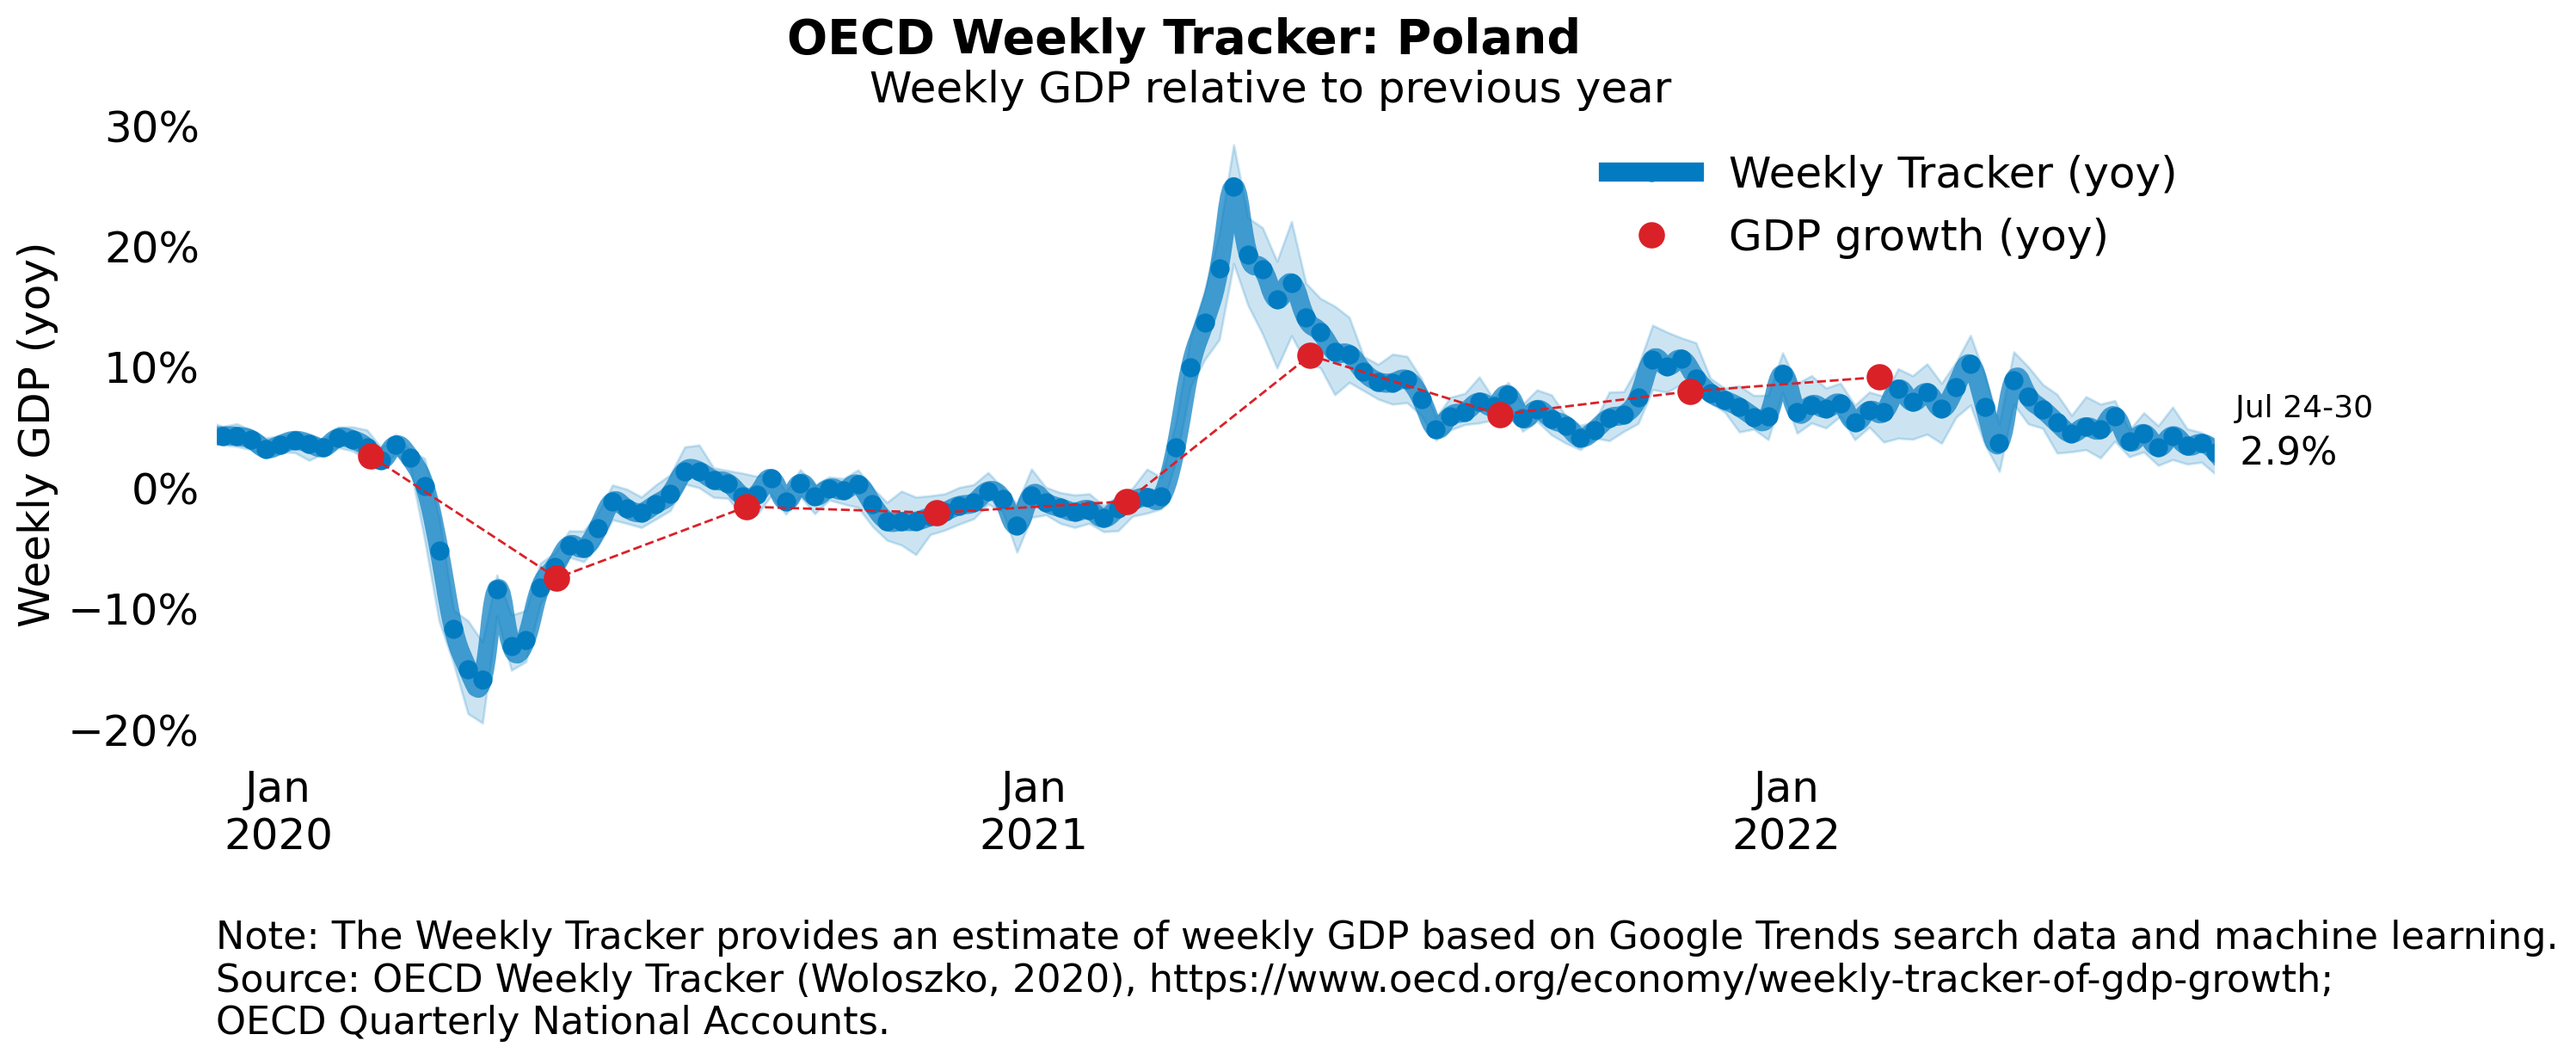 OECD Weekly Tracker: Poland
Weekly GDP relative to previous year
30%
20%
10%
0%
−10%
−20%
Weekly GDP (yoy)
Weekly Tracker (yoy)
GDP growth (yoy)
Jul 24-30
2.9%
Jan
2020
Jan
2021
Jan
2022
Note: The Weekly Tracker provides an estimate of weekly GDP based on Google Trends search data and machine learning.
Source: OECD Weekly Tracker (Woloszko, 2020), https://www.oecd.org/economy/weekly-tracker-of-gdp-growth;
OECD Quarterly National Accounts.